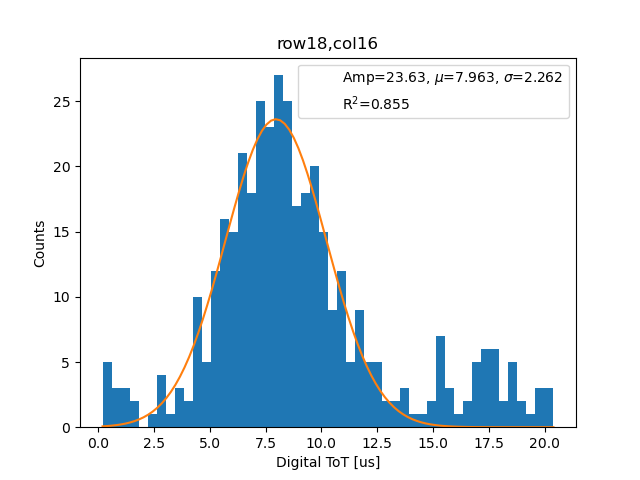 row18,col16
Amp=23.63, μ=7.963, σ=2.262
R²=0.855
Counts
25
20
15
10
5
0
0.0 2.5 5.0 7.5 10.0 12.5 15.0 17.5 20.0
Digital ToT [us]